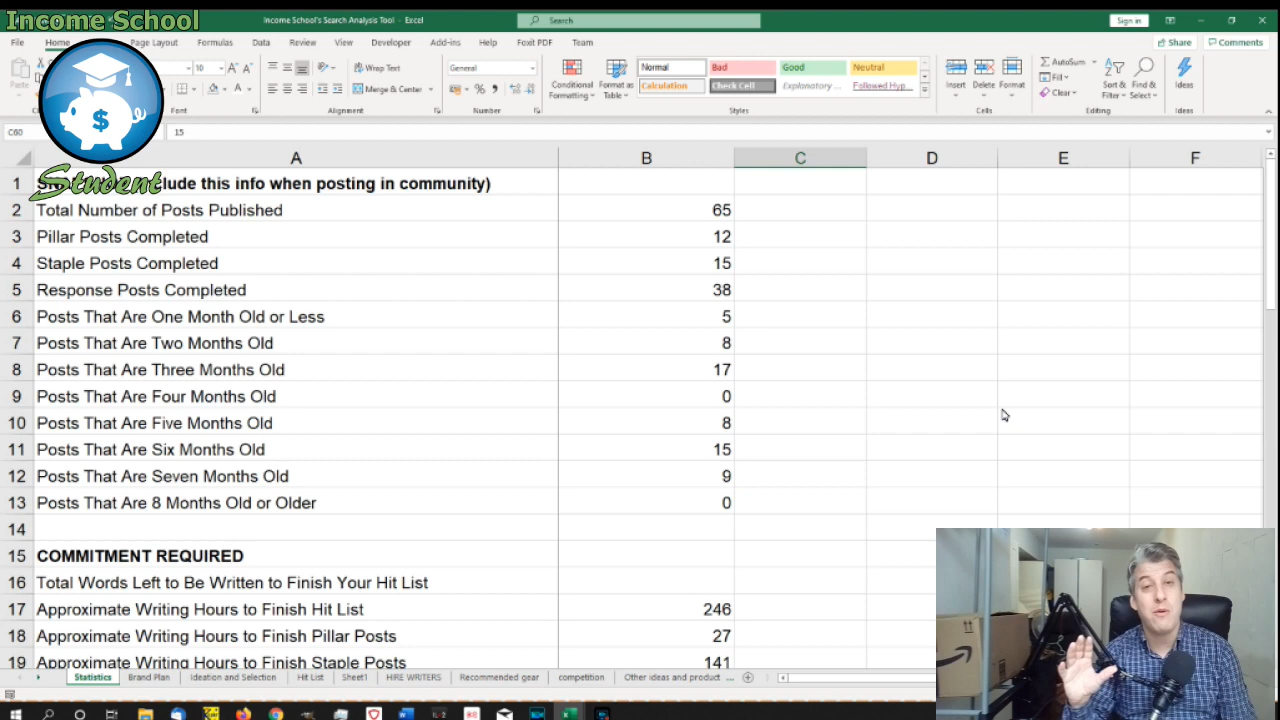 Income School
Income School's Search Analysis Tool - Excel
Search
Sign in
File
Home
Page Layout
Formulas
Data
Review
View
Developer
Add-ins
Help
Foxit PDF
Team
Share
Comments
10
Wrap Text
General
Normal
Bad
Good
Neutral
AutoSum
Merge & Center
Conditional
Formatting
Format as
Table
Calculation
Check Cell
Explanatory ...
Followed Hyp...
Insert
Delete
Format
Fill
Clear
Sort &
Filter
Find &
Select
Ideas
Font
Alignment
Number
Styles
Cells
Editing
Ideas
$
Student
C60
15
A B C D E F
1 lude this info when posting in community)
2 Total Number of Posts Published 65
3 Pillar Posts Completed 12
4 Staple Posts Completed 15
5 Response Posts Completed 38
6 Posts That Are One Month Old or Less 5
7 Posts That Are Two Months Old 8
8 Posts That Are Three Months Old 17
9 Posts That Are Four Months Old 0
10 Posts That Are Five Months Old 8
11 Posts That Are Six Months Old 15
12 Posts That Are Seven Months Old 9
13 Posts That Are 8 Months Old or Older 0
14
15 COMMITMENT REQUIRED
16 Total Words Left to Be Written to Finish Your Hit List
17 Approximate Writing Hours to Finish Hit List 246
18 Approximate Writing Hours to Finish Pillar Posts 27
19 Approximate Writing Hours to Finish Staple Posts 141
Statistics
Brand Plan
Ideation and Selection
Hit List
Sheet1
HIRE WRITERS
Recommended gear
competition
Other ideas and product ...